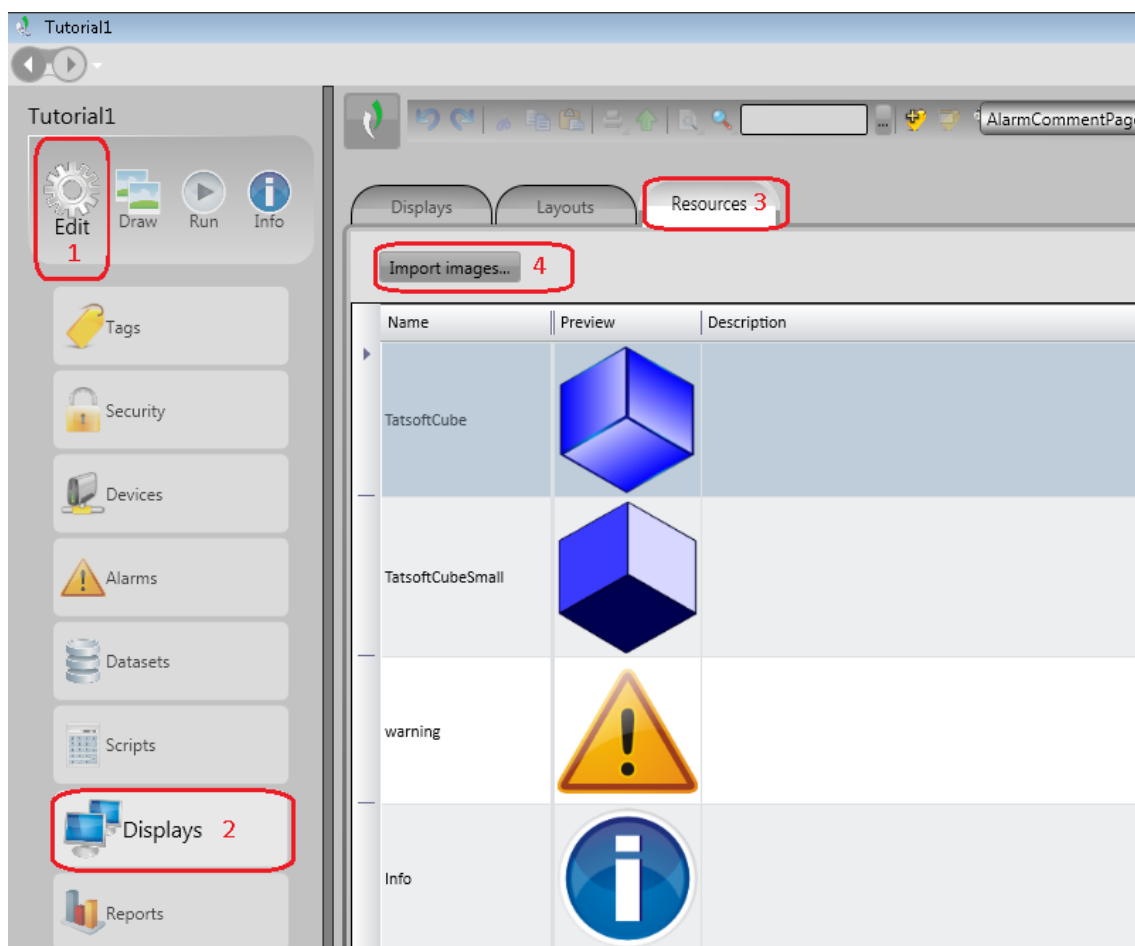 Tutorial1
Tutorial1
Edit
1
Draw
Run
Info
Tags
Security
Devices
Alarms
Datasets
Scripts
Displays 2
Reports
... AlarmCommentPag
Displays
Layouts
Resources 3
Import images... 4
Name Preview Description
TatsoftCube
TatsoftCubeSmall
warning
Info